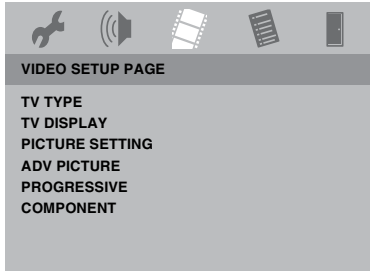 VIDEO SETUP PAGE
TV TYPE
TV DISPLAY
PICTURE SETTING
ADV PICTURE
PROGRESSIVE
COMPONENT